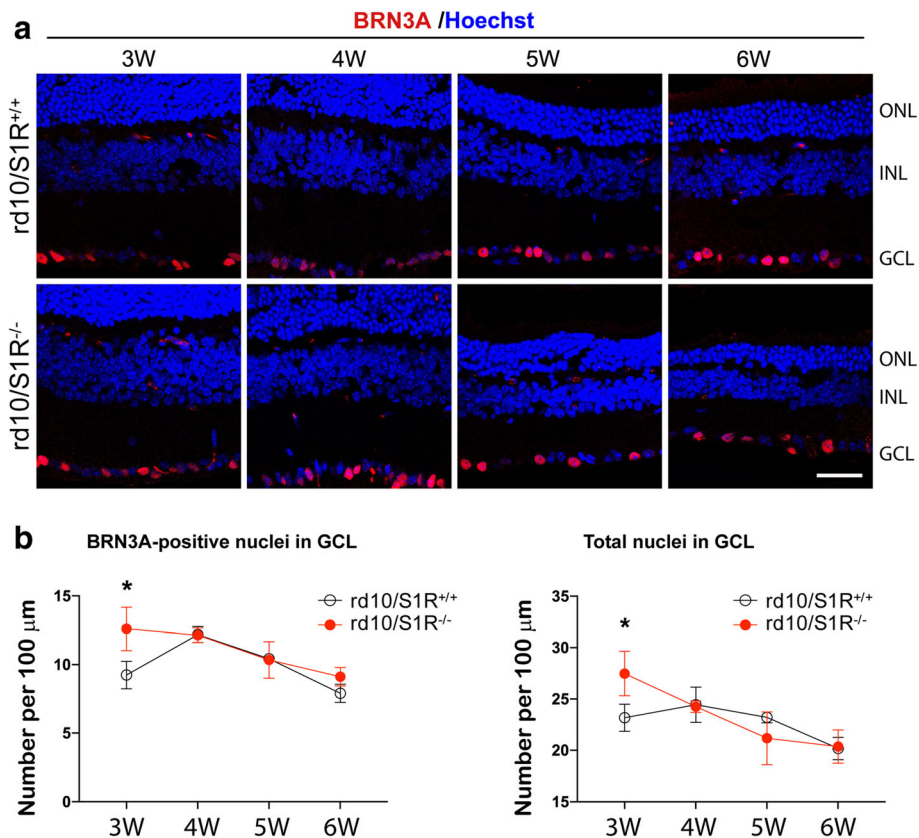 a
BRN3A /Hoechst
3W 4W 5W 6W
rd10/S1R+/+
ONL
INL
GCL
rd10/S1R-/-
ONL
INL
GCL
b
BRN3A-positive nuclei in GCL
Number per 100 µm
15
10
5
0
*
rd10/S1R+/+
rd10/S1R-/-
3W 4W 5W 6W
Total nuclei in GCL
Number per 100 µm
35
30
25
20
15
*
rd10/S1R+/+
rd10/S1R-/-
3W 4W 5W 6W